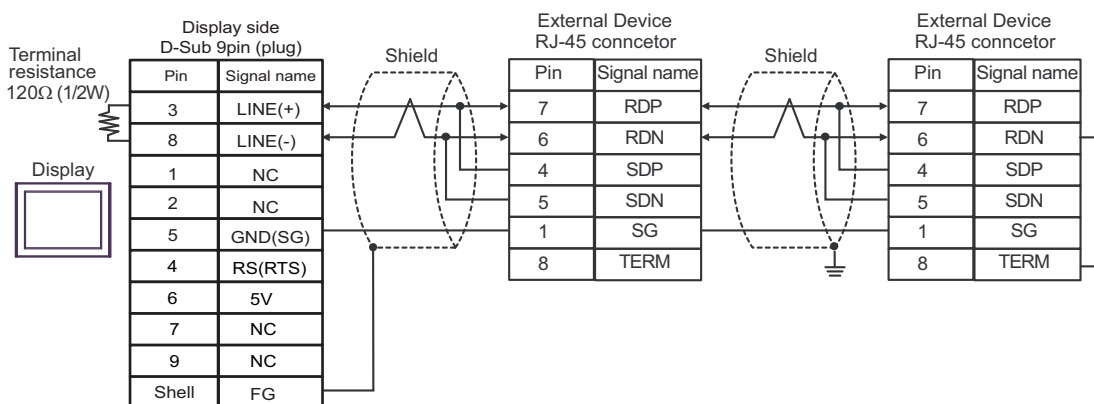 Terminal
resistance
120Ω (1/2W)
Display
Display side
D-Sub 9pin (plug)
Pin Signal name
3 LINE(+)
8 LINE(-)
1 NC
2 NC
5 GND(SG)
4 RS(RTS)
6 5V
7 NC
9 NC
Shell FG
Shield
External Device
RJ-45 conncetor
Pin Signal name
7 RDP
6 RDN
4 SDP
5 SDN
1 SG
8 TERM
Shield
External Device
RJ-45 conncetor
Pin Signal name
7 RDP
6 RDN
4 SDP
5 SDN
1 SG
8 TERM